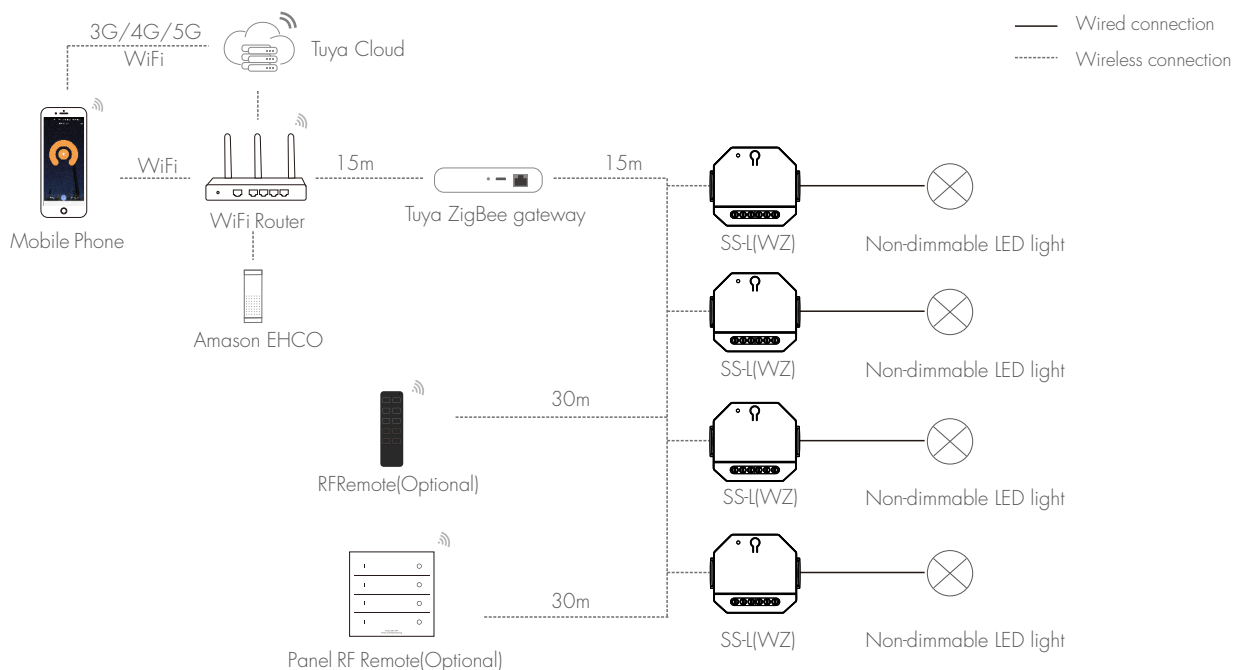 3G/4G/5G
WiFi
Tuya Cloud
Wired connection
Wireless connection
WiFi
15m
15m
WiFi Router
Tuya ZigBee gateway
Mobile Phone
SS-L(WZ)
Non-dimmable LED light
Amason EHCO
SS-L(WZ)
Non-dimmable LED light
30m
RFRemote(Optional)
SS-L(WZ)
Non-dimmable LED light
30m
SS-L(WZ)
Non-dimmable LED light
Panel RF Remote(Optional)